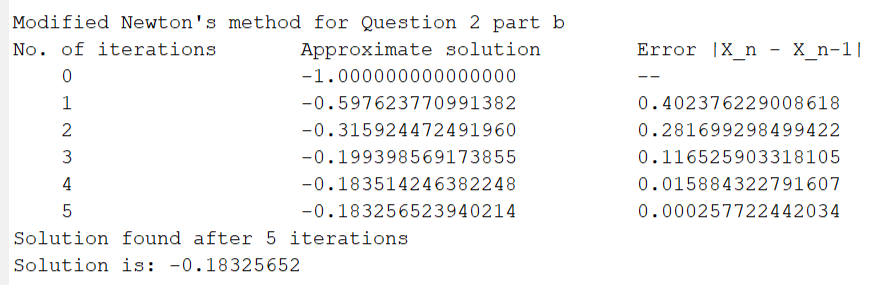 Modified Newton's method for Question 2 part b
No. of iterations Approximate solution Error |X_n - X_n-1|
0 -1.000000000000000 --
1 -0.597623770991382 0.402376229008618
2 -0.315924472491960 0.281699298499422
3 -0.199398569173855 0.116525903318105
4 -0.183514246382248 0.015884322791607
5 -0.183256523940214 0.000257722442034
Solution found after 5 iterations
Solution is: -0.18325652